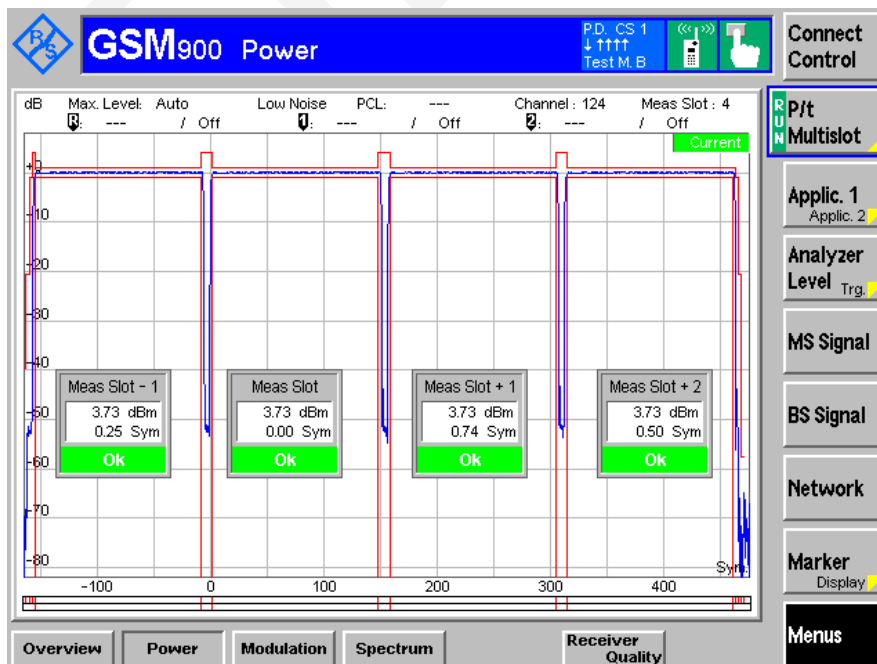 R&S
GSM900 Power
P.D. CS 1
↓ ↑↑↑↑
Test M. B
Connect
Control
dB Max. Level: Auto Low Noise PCL: --- Channel : 124 Meas Slot : 4
R: --- / Off 1: --- / Off 2: --- / Off
Current
RUN
P/t
Multislot
+0
-10
-20
-30
-40
-50
-60
-70
-80
Meas Slot - 1
3.73 dBm
0.25 Sym
Ok
Meas Slot
3.73 dBm
0.00 Sym
Ok
Meas Slot + 1
3.73 dBm
0.74 Sym
Ok
Meas Slot + 2
3.73 dBm
0.50 Sym
Ok
Sym.
-100 0 100 200 300 400
Applic. 1
Applic. 2
Analyzer
Level Trg.
MS Signal
BS Signal
Network
Marker
Display
Menus
Overview Power Modulation Spectrum Receiver
Quality